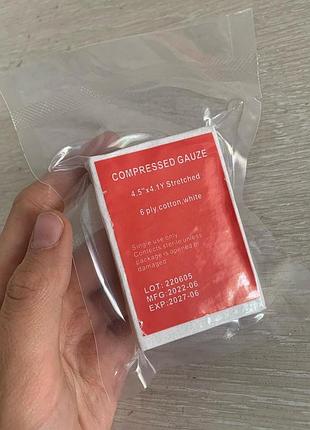 COMPRESSED GAUZE
4.5"x4.1Y Stretched
6 ply,cotton,white
Single use only
Contects sterile unless
package is opened or
damaged
LOT: 220605
MFG-2022-06
EXP:2027-06